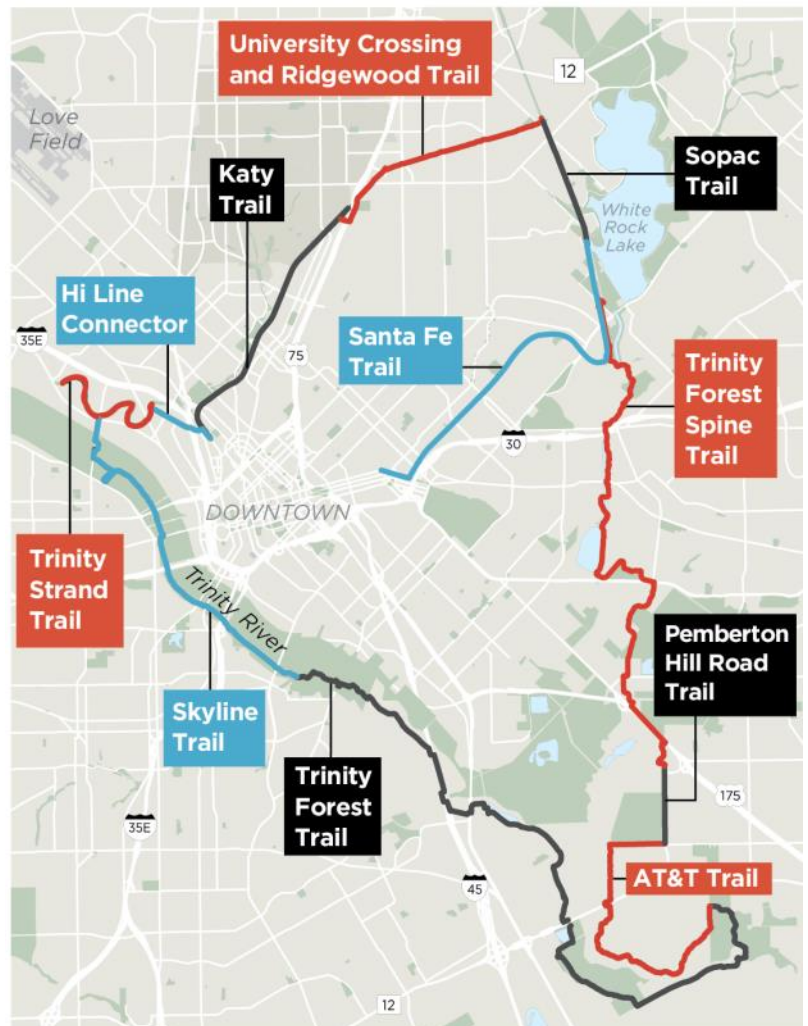 University Crossing
and Ridgewood Trail
12
Love
Field
Katy
Trail
Sopac
Trail
White
Rock
Lake
Hi Line
Connector
35E
75
Santa Fe
Trail
Trinity
Forest
Spine
Trail
30
DOWNTOWN
Trinity
Strand
Trail
Trinity River
Pemberton
Hill Road
Trail
Skyline
Trail
Trinity
Forest
Trail
175
35E
45
AT&T Trail
12